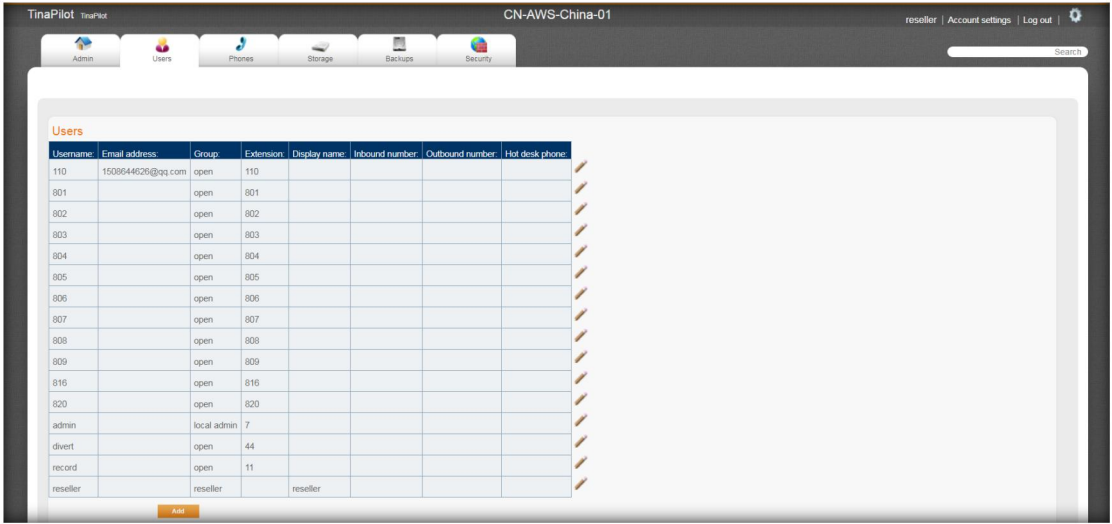 TinaPilot TinaPilot CN-AWS-China-01 reseller | Account settings | Log out |
Admin Users Phones Storage Backups Security Search
Users
Username: Email address: Group: Extension: Display name: Inbound number: Outbound number: Hot desk phone:
110 1508644626@qq.com open 110
801 open 801
802 open 802
803 open 803
804 open 804
805 open 805
806 open 806
807 open 807
808 open 808
809 open 809
816 open 816
820 open 820
admin local admin 7
divert open 44
record open 11
reseller reseller reseller
Add